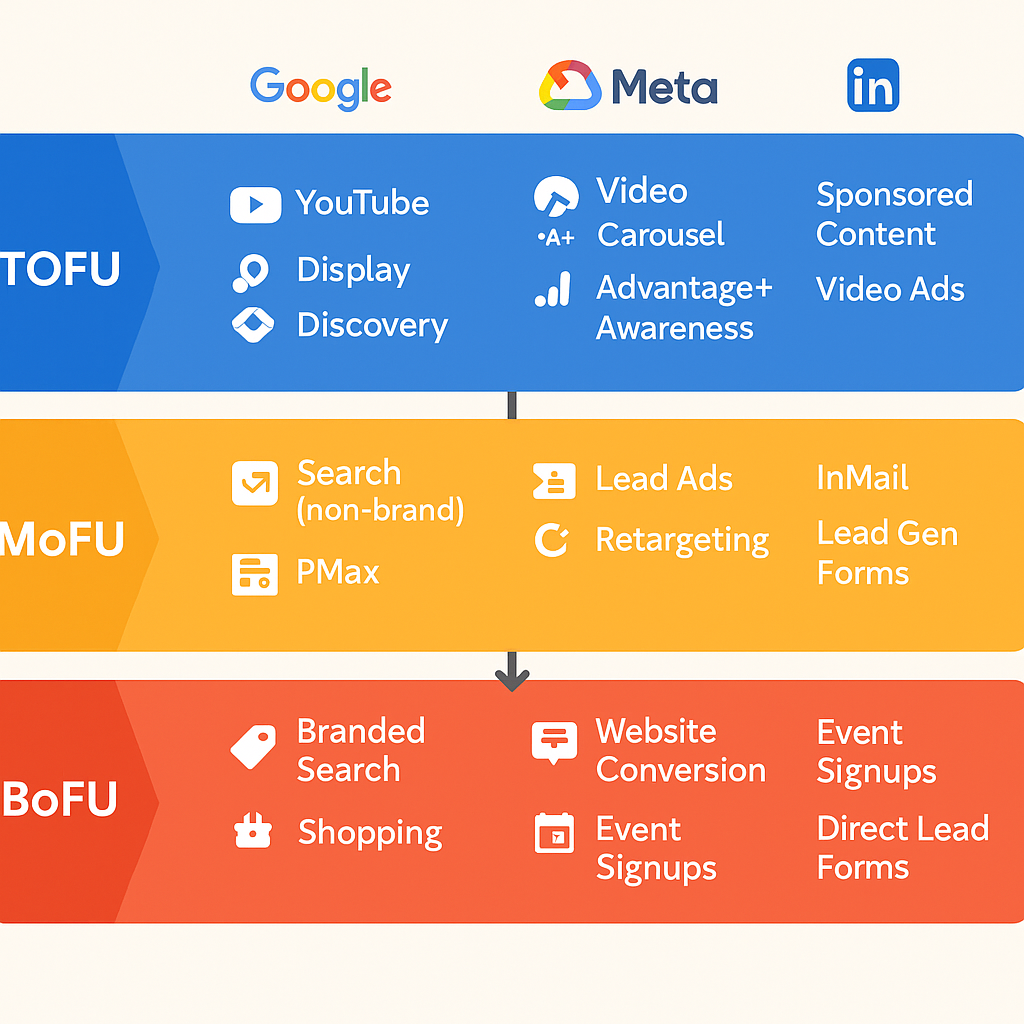 Google
Meta
in
TOFU
YouTube
Display
Discovery
Video
•A+ Carousel
Advantage+
Awareness
Sponsored
Content
Video Ads
MoFU
Search
(non-brand)
PMax
Lead Ads
Retargeting
InMail
Lead Gen
Forms
BoFU
Branded
Search
Shopping
Website
Conversion
Event
Signups
Event
Signups
Direct Lead
Forms